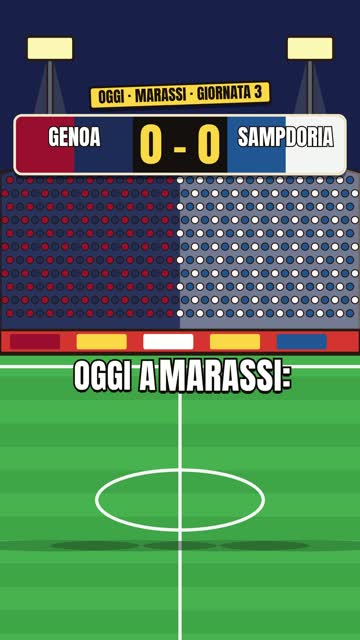 OGGI · MARASSI · GIORNATA 3
GENOA 0 - 0 SAMPDORIA
OGGI A MARASSI: